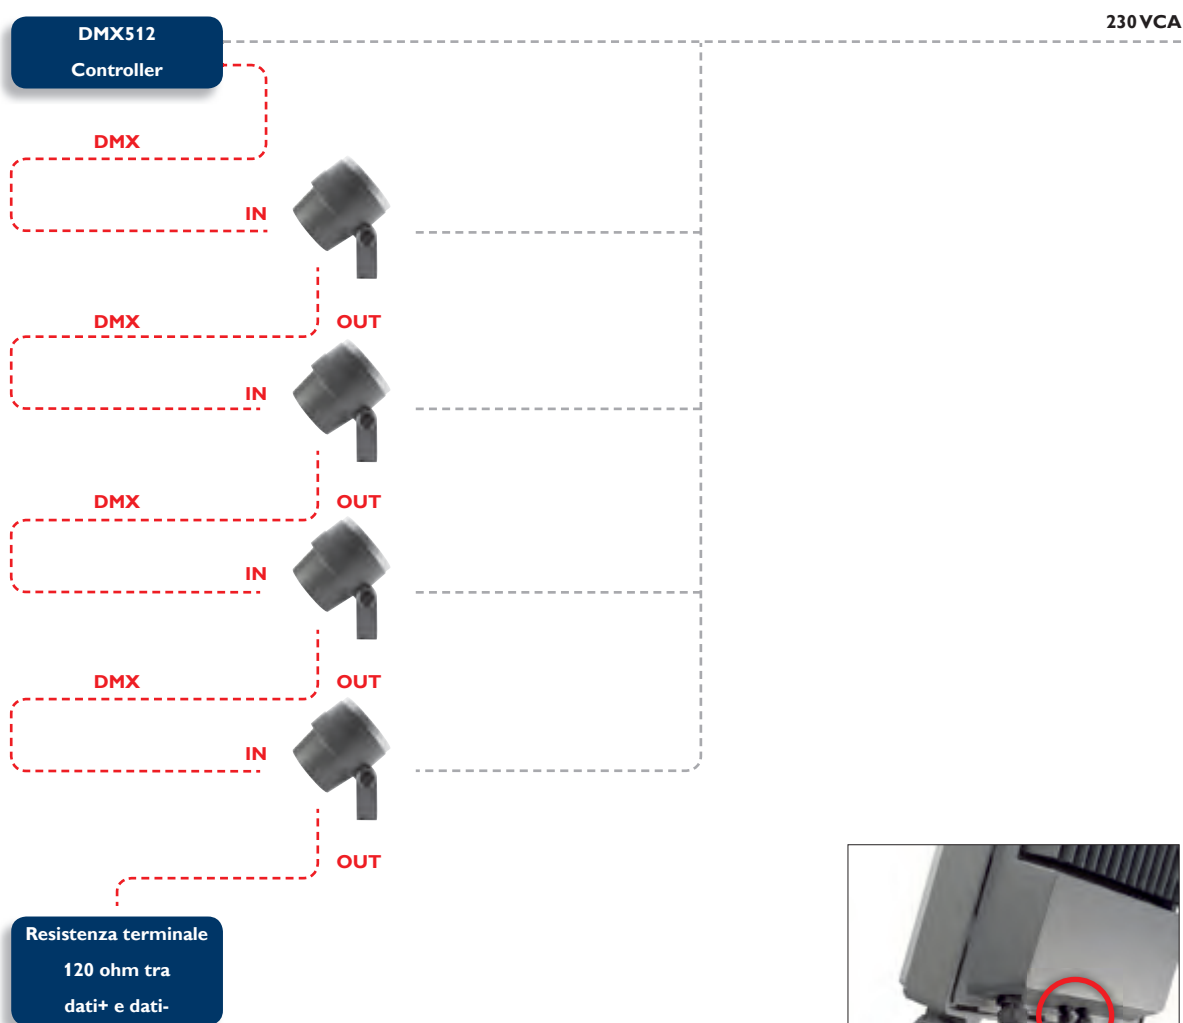 230 VCA
DMX512
Controller
DMX
IN
DMX
OUT
IN
DMX
OUT
IN
DMX
OUT
IN
OUT
Resistenza terminale
120 ohm tra
dati+ e dati-